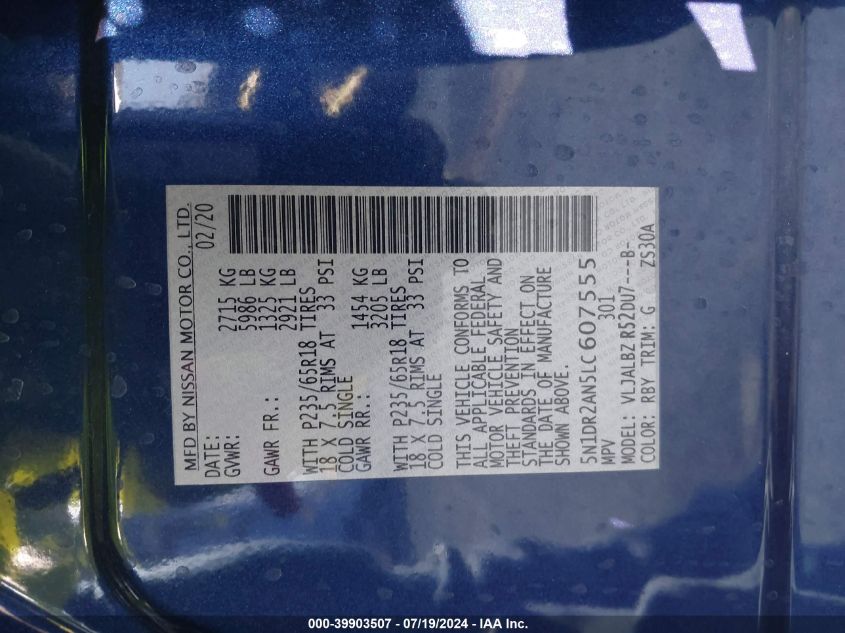 MFD BY NISSAN MOTOR CO., LTD.
DATE: 02/20
GVWR: 2715 KG
5986 LB
GAWR FR.: 1325 KG
2921 LB
WITH P235/65R18 TIRES
18 X 7.5 RIMS AT 33 PSI
COLD SINGLE
GAWR RR.: 1454 KG
3205 LB
WITH P235/65R18 TIRES
18 X 7.5 RIMS AT 33 PSI
COLD SINGLE
THIS VEHICLE CONFORMS TO
ALL APPLICABLE FEDERAL
MOTOR VEHICLE SAFETY AND
THEFT PREVENTION
STANDARDS IN EFFECT ON
THE DATE OF MANUFACTURE
SHOWN ABOVE.
5N1DR2AN5LC607555
MPV 301
MODEL: VLJALBZ R52DU7---B-
COLOR: RBY TRIM: G ZS30A
000-39903507 - 07/19/2024 - IAA Inc.